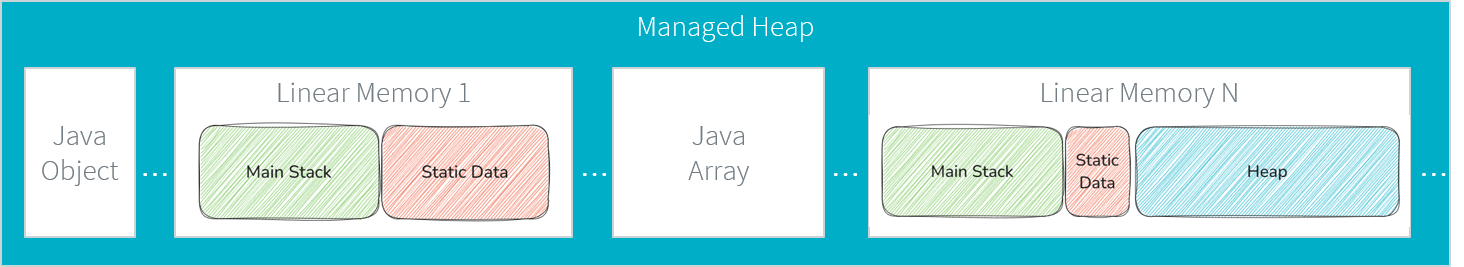 Managed Heap
Java
Object
...
Linear Memory 1
Main Stack
Static Data
...
Java
Array
...
Linear Memory N
Main Stack
Static
Data
Heap
...